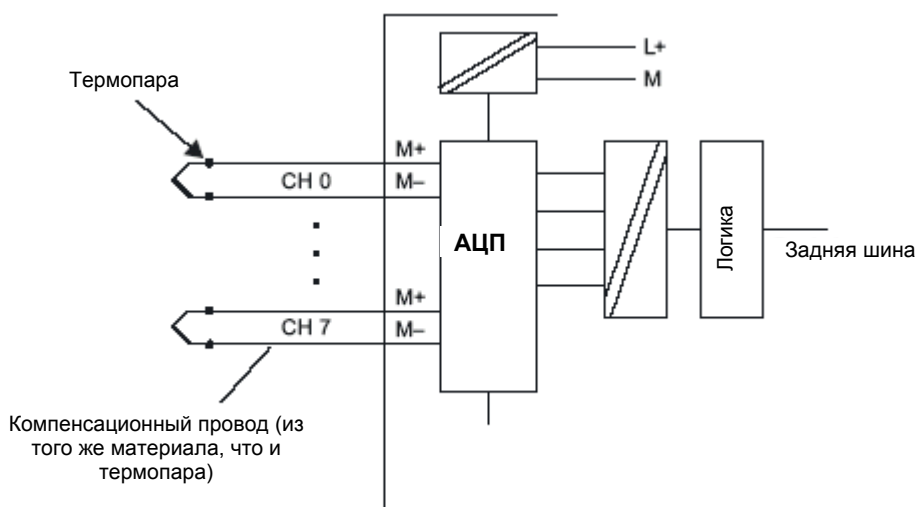 L+
M
Термопара
M+
CH 0
M–
АЦП
Логика
Задняя шина
M+
CH 7
M–
Компенсационный провод (из
того же материала, что и
термопара)